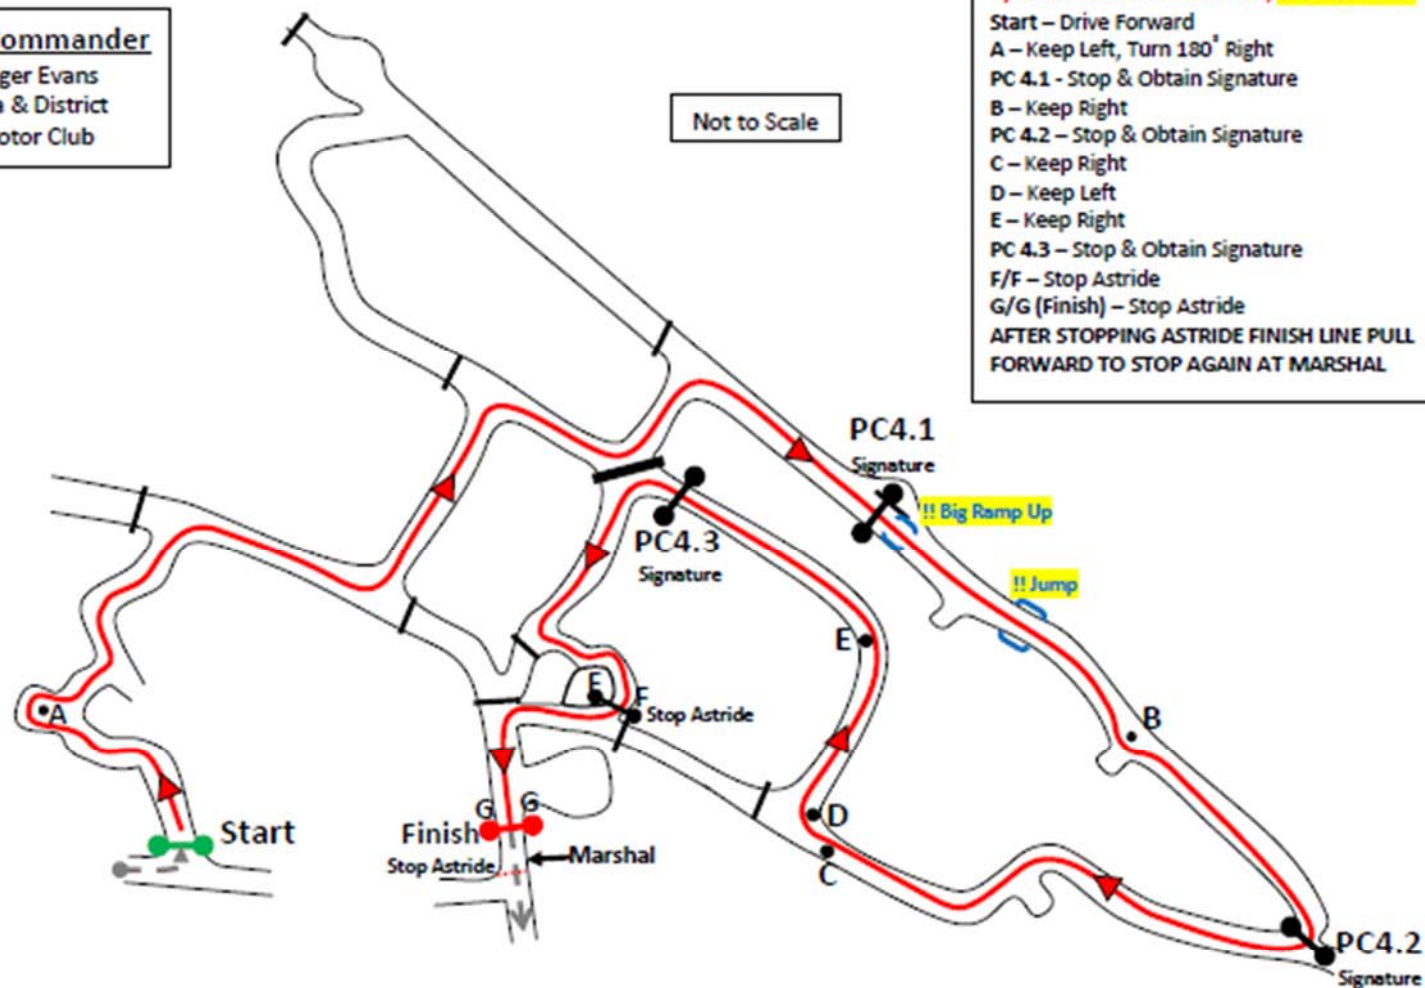 ommander
ger Evans
& District
otor Club
Not to Scale
Start – Drive Forward
A – Keep Left, Turn 180˚ Right
PC 4.1 - Stop & Obtain Signature
B – Keep Right
PC 4.2 – Stop & Obtain Signature
C – Keep Right
D – Keep Left
E – Keep Right
PC 4.3 – Stop & Obtain Signature
F/F – Stop Astride
G/G (Finish) – Stop Astride
AFTER STOPPING ASTRIDE FINISH LINE PULL
FORWARD TO STOP AGAIN AT MARSHAL
PC4.1
Signature
!! Big Ramp Up
PC4.3
Signature
!! Jump
E
F
F
Stop Astride
A
B
G
G
D
Start
Finish
Stop Astride
Marshal
C
PC4.2
Signature